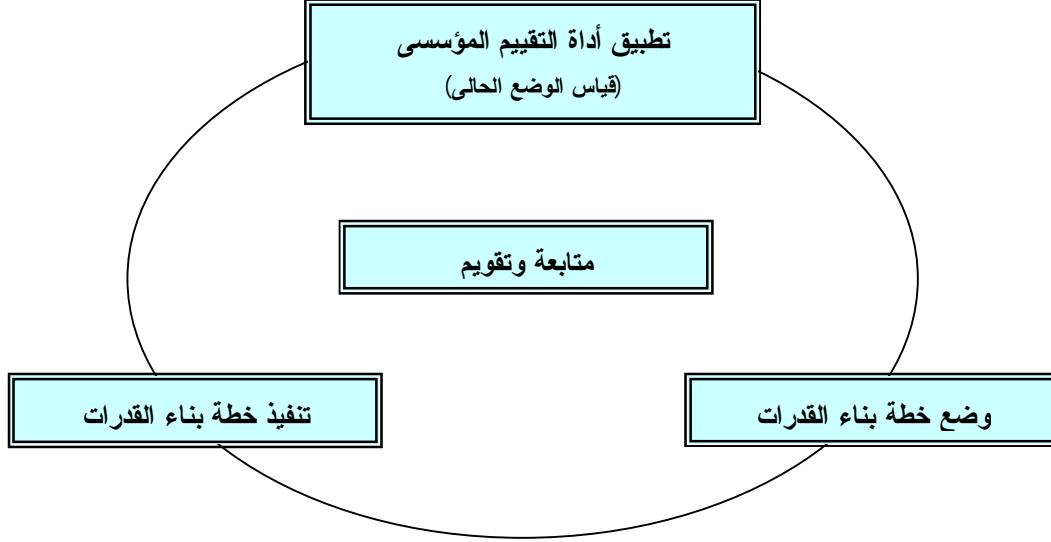 تطبيق أداة التقييم المؤسسى
(قياس الوضع الحالى)
متابعة وتقويم
وضع خطة بناء القدرات
تنفيذ خطة بناء القدرات